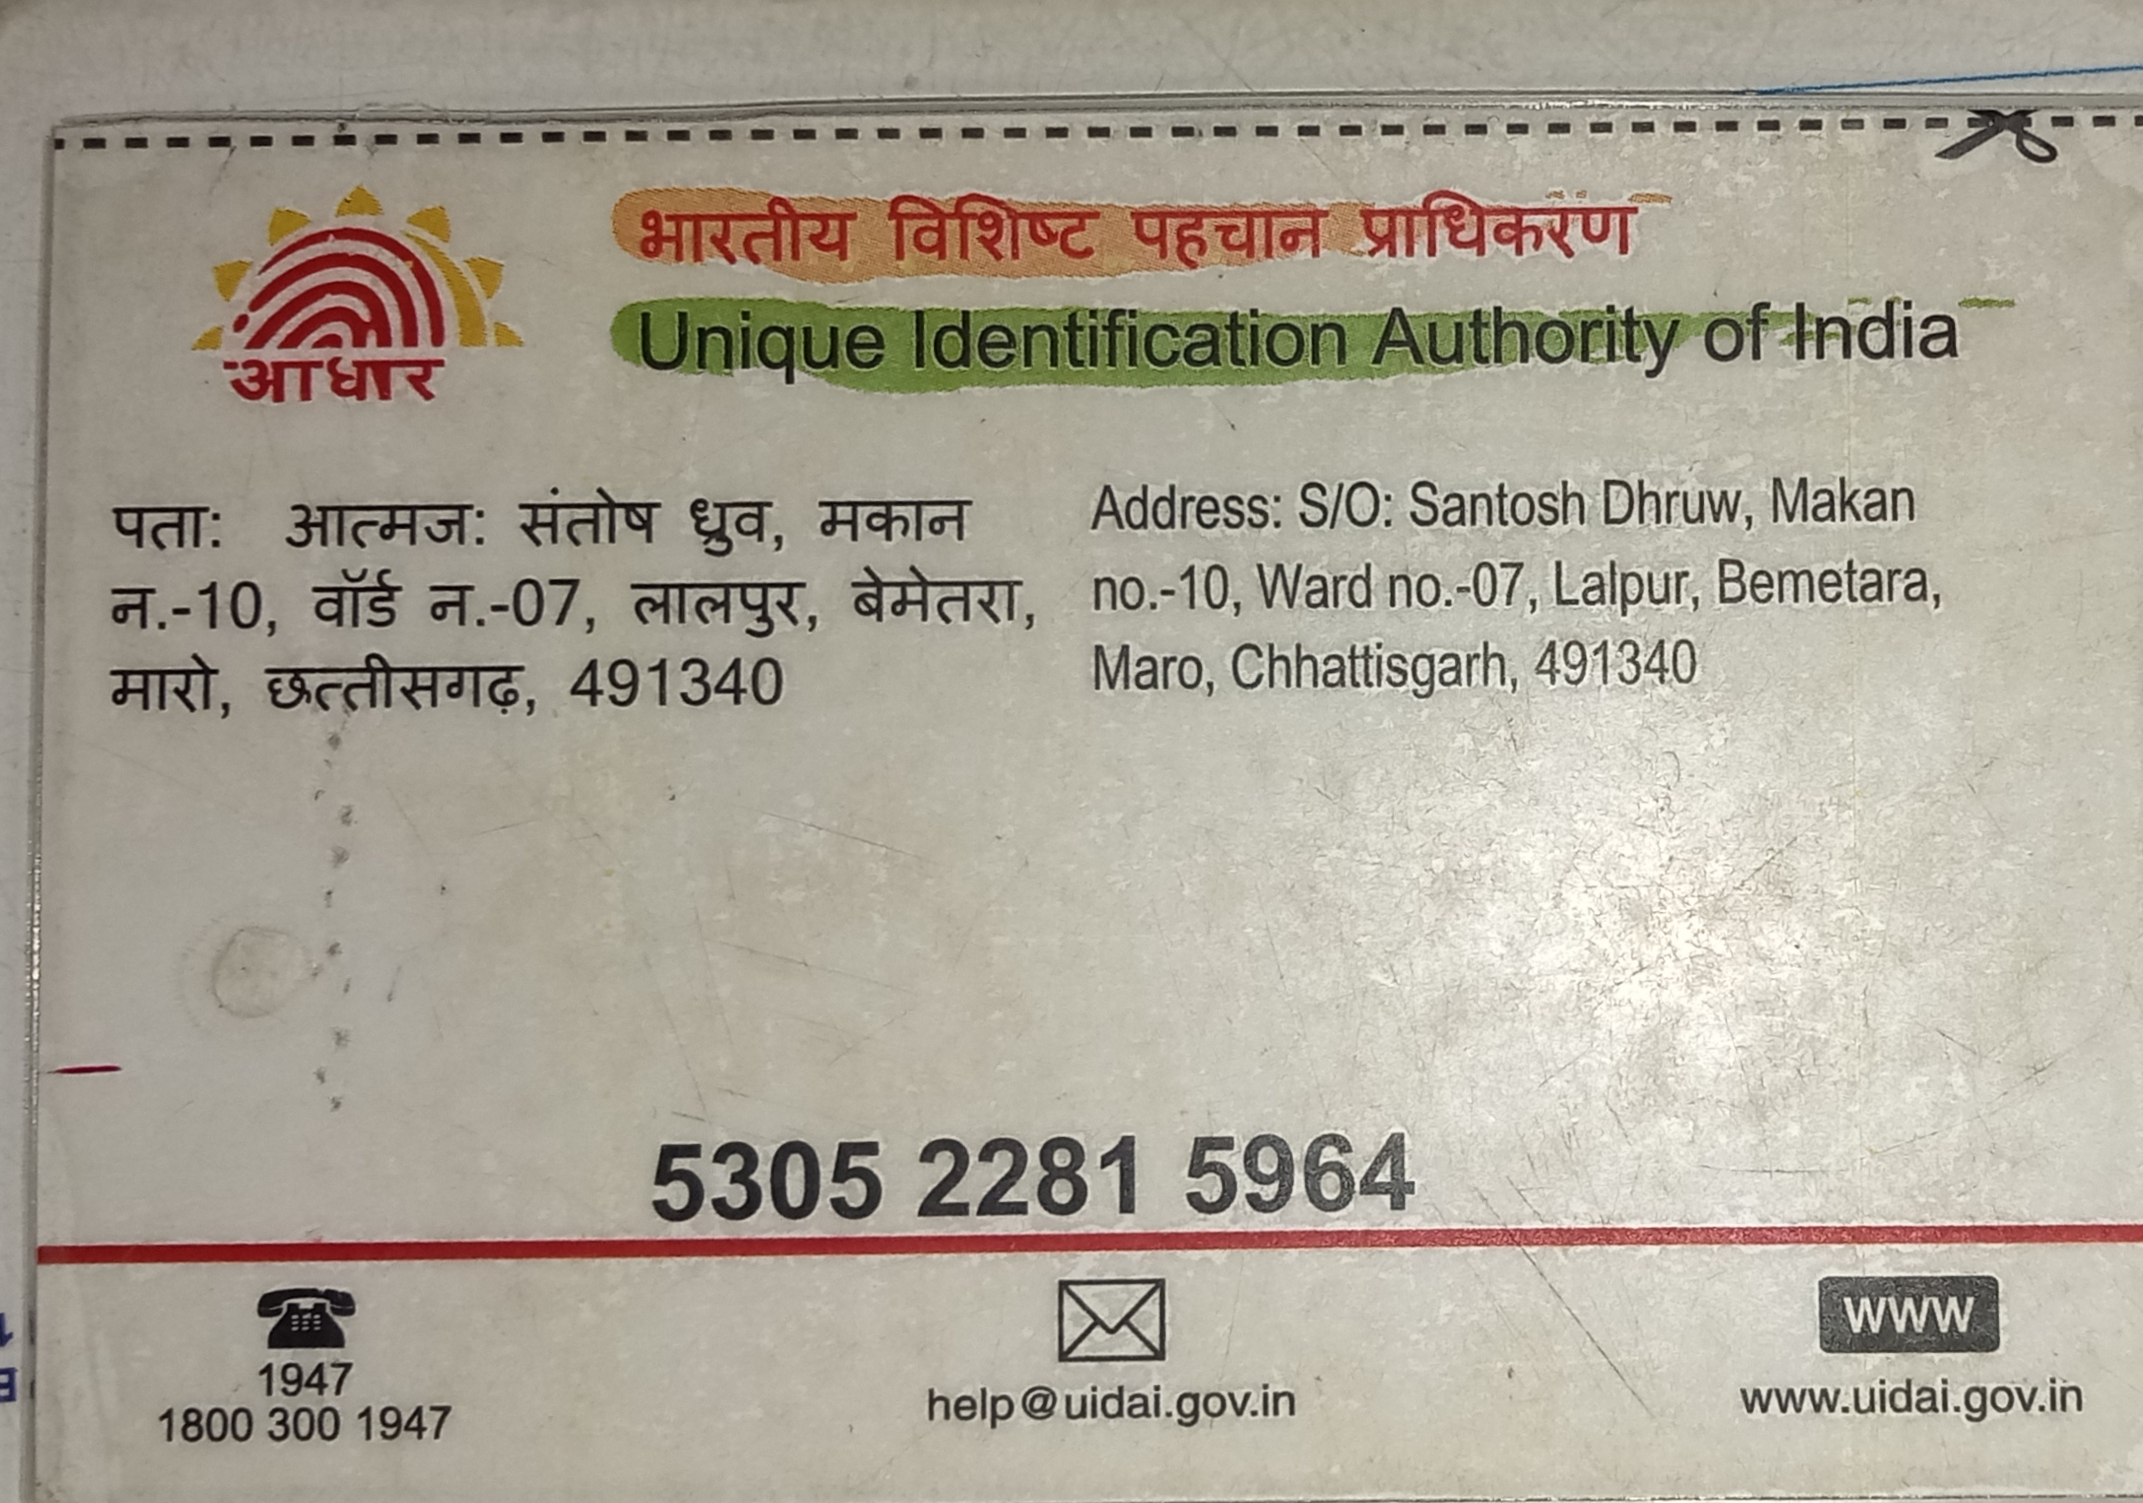 आधार
भारतीय विशिष्ट पहचान प्राधिकरण
Unique Identification Authority of India
पता: आत्मज: संतोष ध्रुव, मकान
न.-10, वॉर्ड न.-07, लालपुर, बेमेतरा,
मारो, छत्तीसगढ़, 491340
Address: S/O: Santosh Dhruw, Makan
no.-10, Ward no.-07, Lalpur, Bemetara,
Maro, Chhattisgarh, 491340
5305 2281 5964
1947
1800 300 1947
help@uidai.gov.in
WWW
www.uidai.gov.in